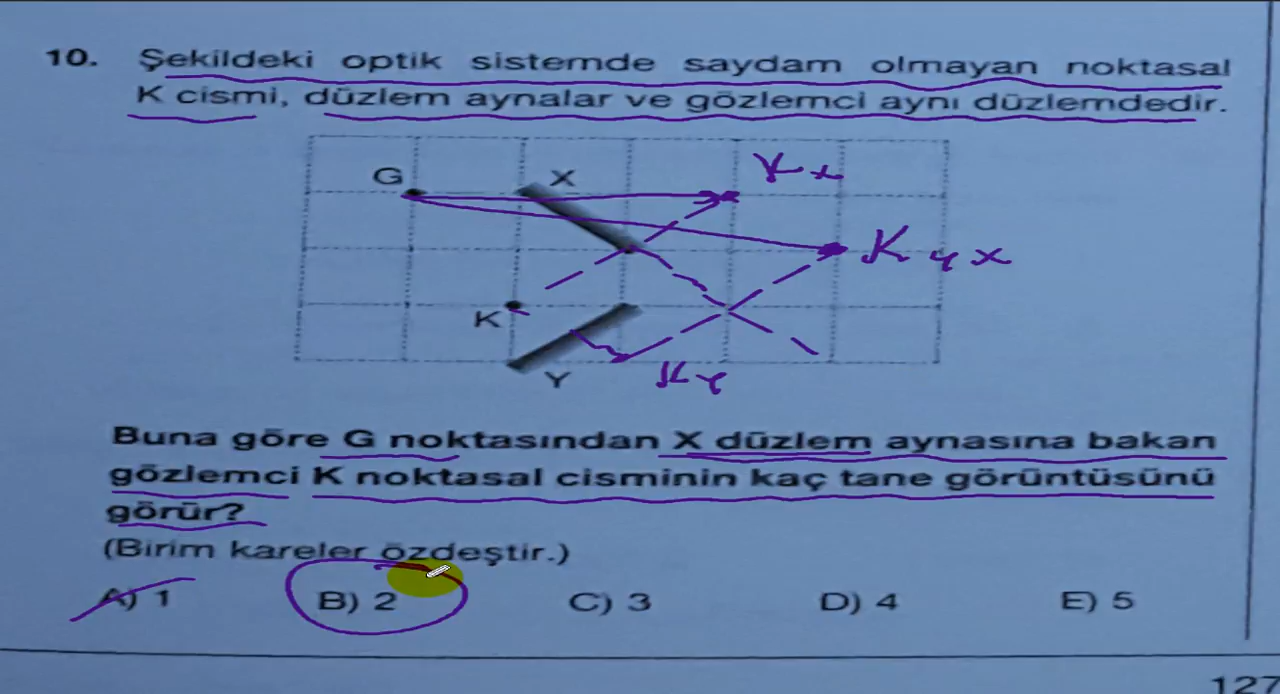 10. Şekildeki optik sistemde saydam olmayan noktasal
K cismi, düzlem aynalar ve gözlemci aynı düzlemdedir.
G
X
Kx
Kyx
K
Y
Ky
Buna göre G noktasından X düzlem aynasına bakan
gözlemci K noktasal cisminin kaç tane görüntüsünü
görür?
(Birim kareler özdeştir.)
A) 1 B) 2 C) 3 D) 4 E) 5
127